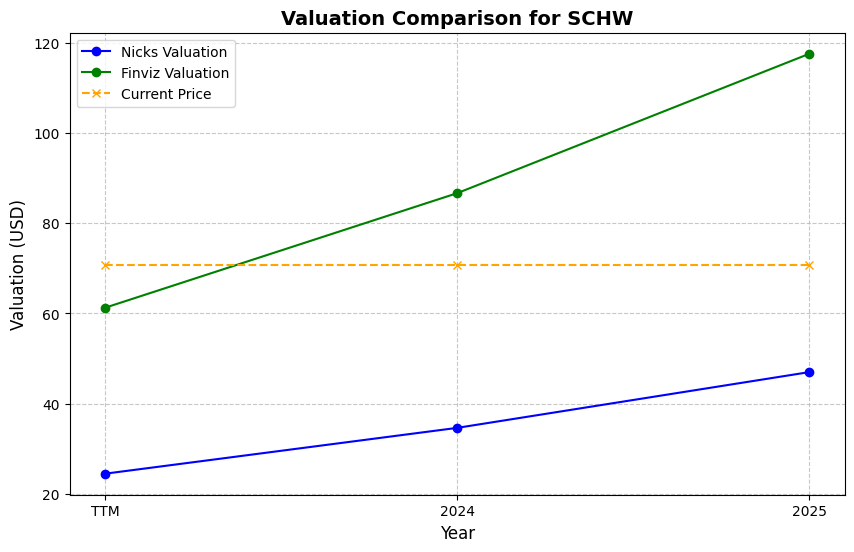 Valuation Comparison for SCHW
Nicks Valuation
Finviz Valuation
Current Price
Valuation (USD)
120
100
80
60
40
20
TTM
2024
2025
Year